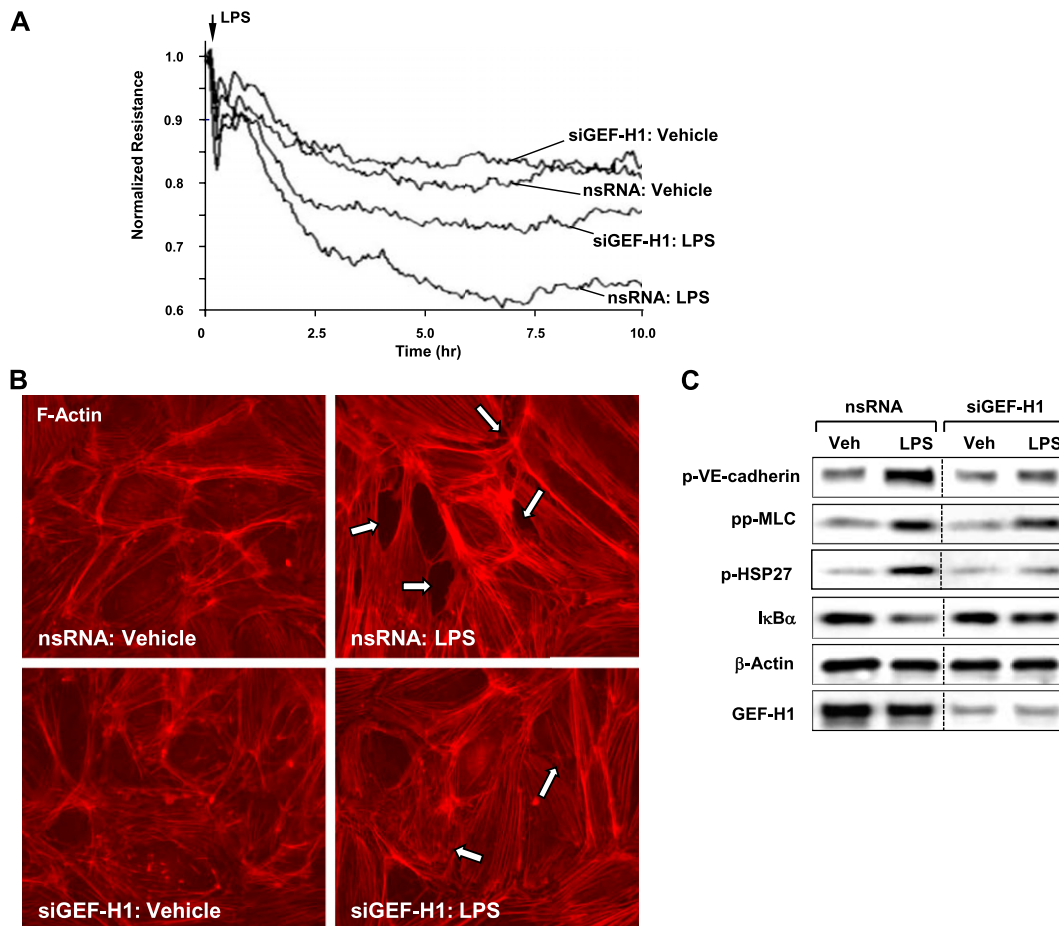 A
LPS
Normalized Resistance
1.0
0.9
0.8
0.7
0.6
siGEF-H1: Vehicle
nsRNA: Vehicle
siGEF-H1: LPS
nsRNA: LPS
0
2.5
5.0
7.5
10.0
Time (hr)
B
F-Actin
nsRNA: Vehicle
nsRNA: LPS
siGEF-H1: Vehicle
siGEF-H1: LPS
C
nsRNA siGEF-H1
Veh LPS Veh LPS
p-VE-cadherin
pp-MLC
p-HSP27
IκBα
β-Actin
GEF-H1